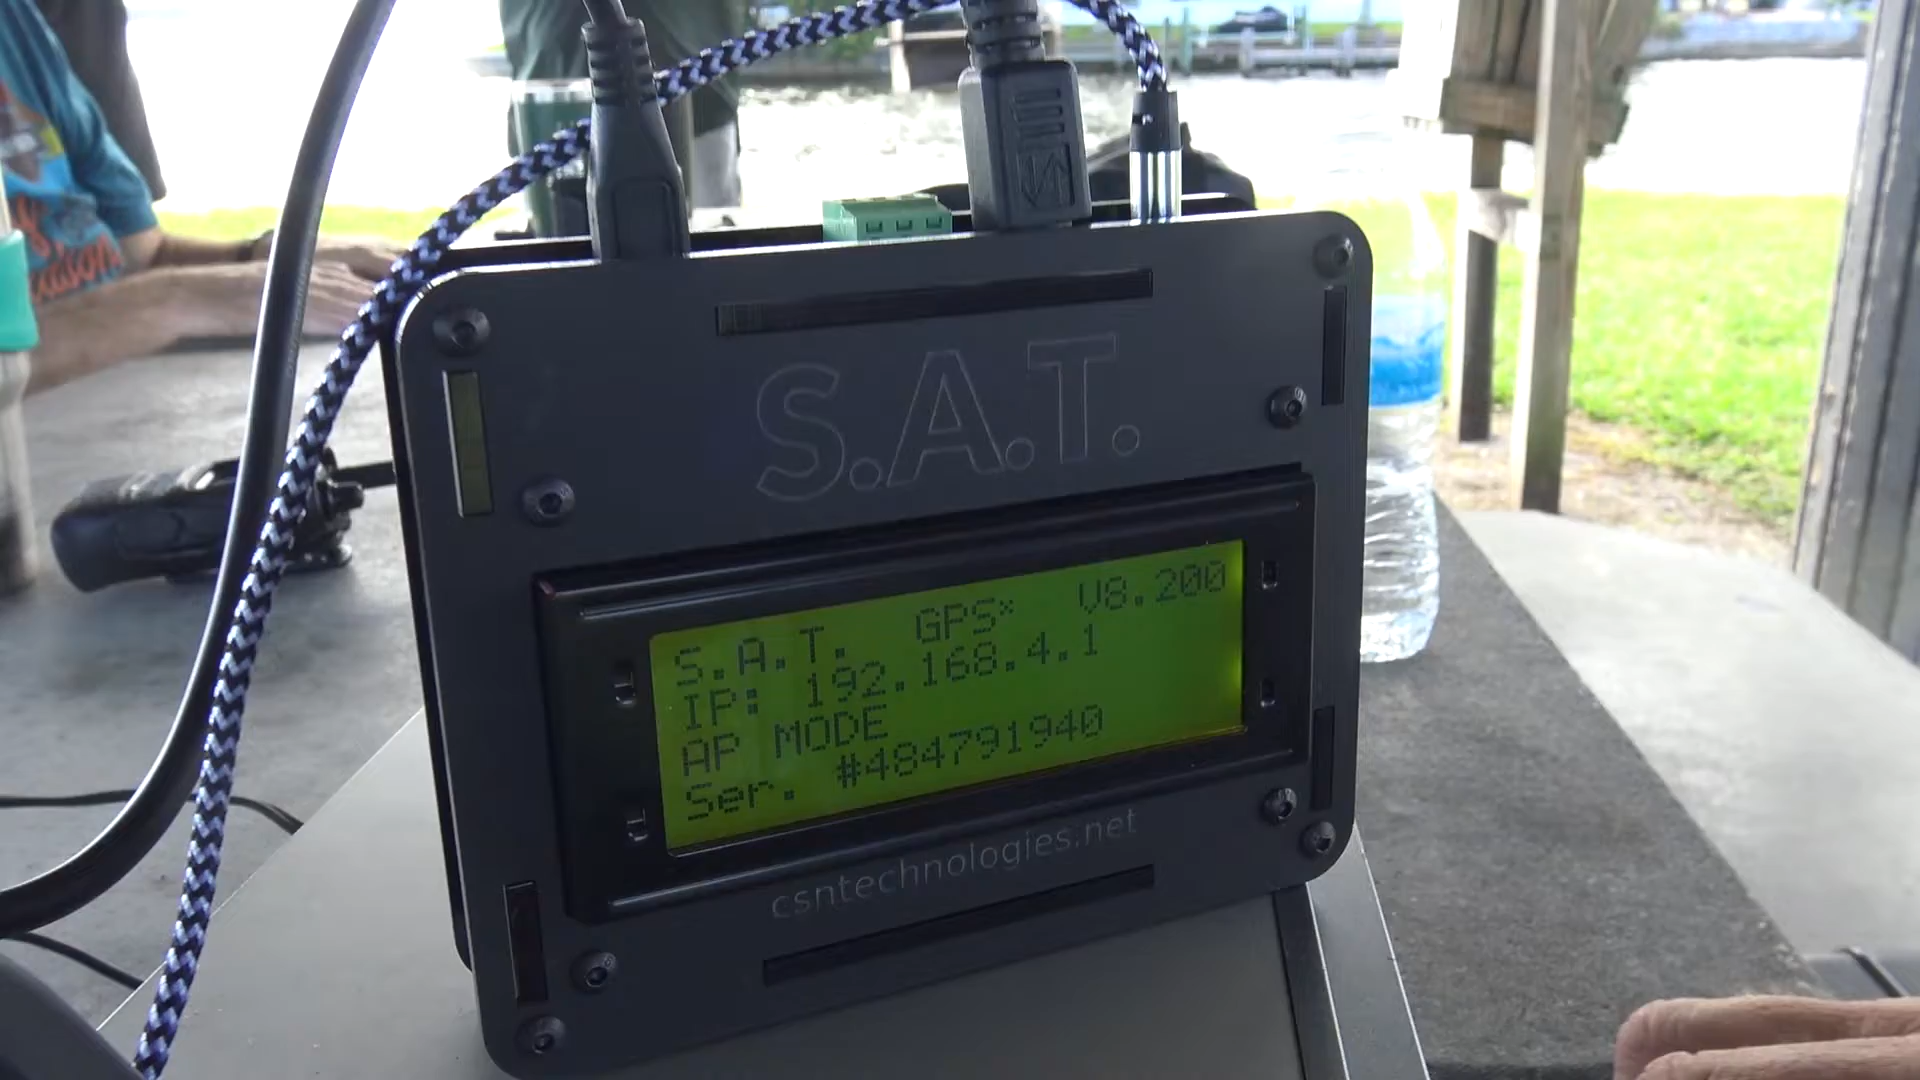 S.A.T.
S.A.T. GPS× V8.200
IP: 192.168.4.1
AP MODE
Ser. #484791940
csntechnologies.net